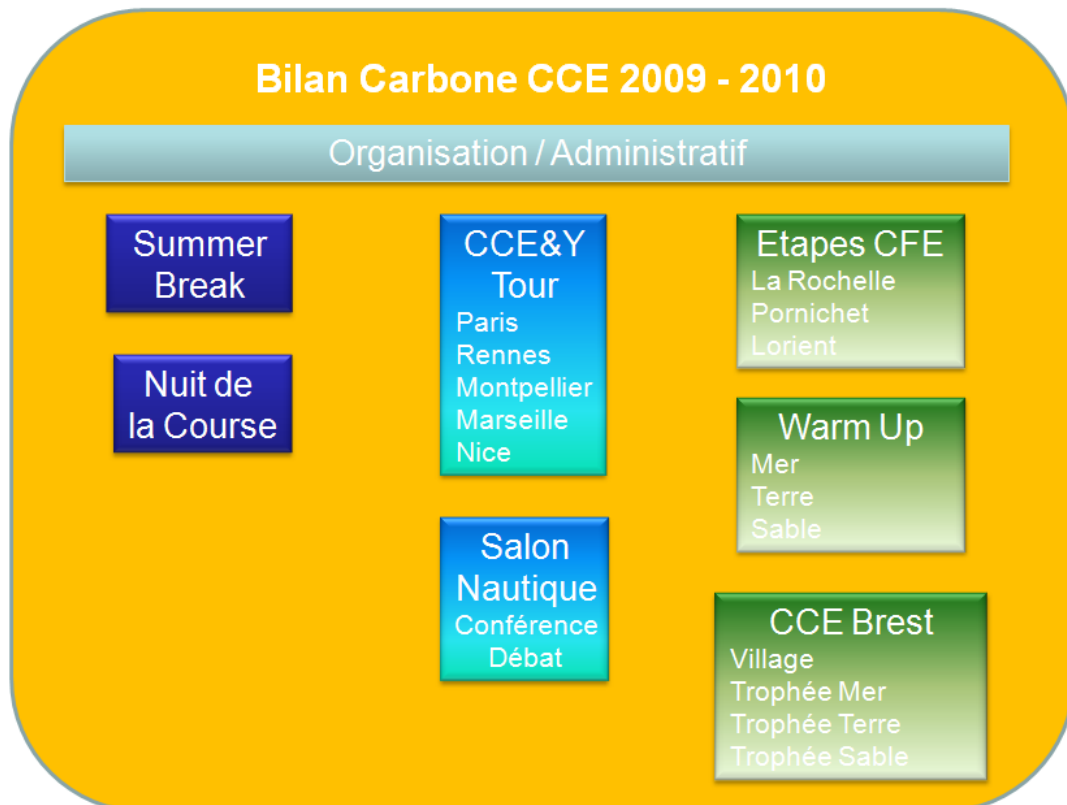 Bilan Carbone CCE 2009 - 2010
Organisation / Administratif
Summer
Break
Nuit de
la Course
CCE&Y
Tour
Paris
Rennes
Montpellier
Marseille
Nice
Salon
Nautique
Conférence
Débat
Etapes CFE
La Rochelle
Pornichet
Lorient
Warm Up
Mer
Terre
Sable
CCE Brest
Village
Trophée Mer
Trophée Terre
Trophée Sable